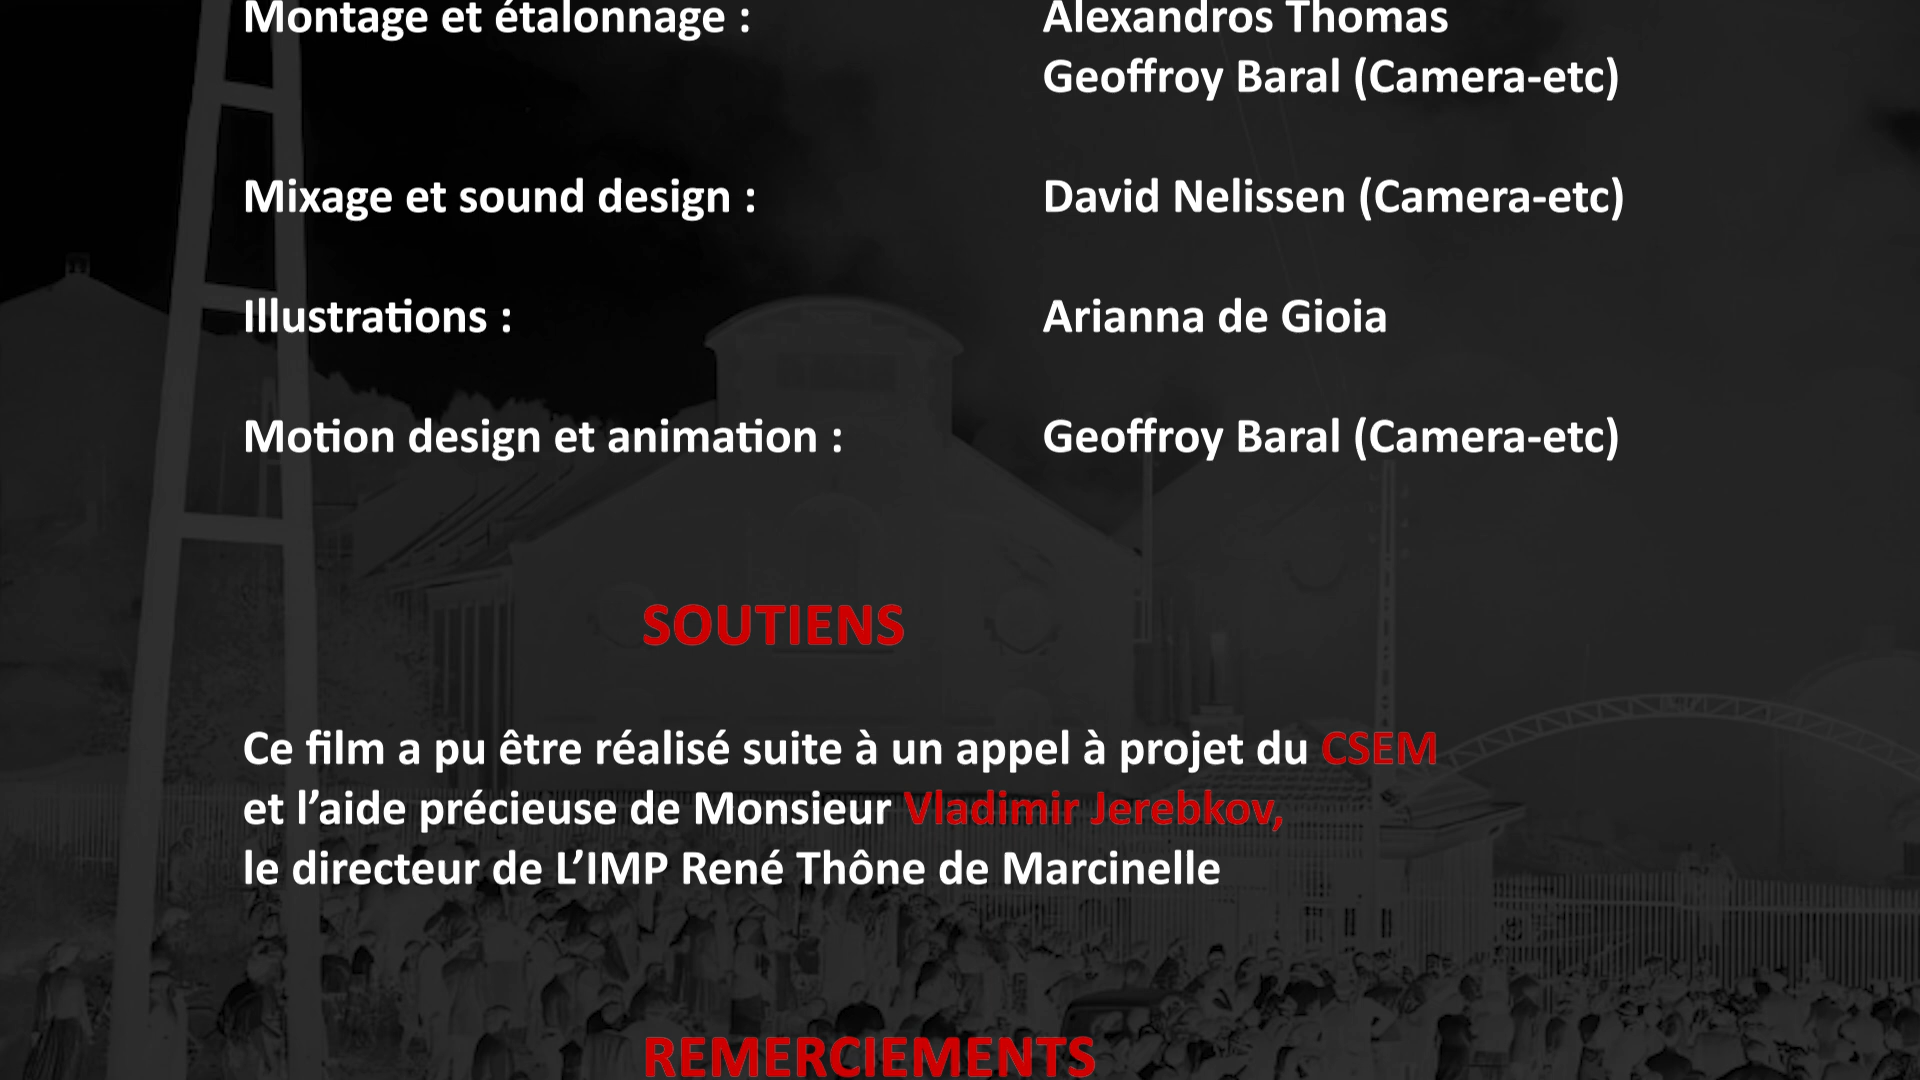 Montage et étalonnage : Alexandros Thomas
Geoffroy Baral (Camera-etc)
Mixage et sound design : David Nelissen (Camera-etc)
Illustrations : Arianna de Gioia
Motion design et animation : Geoffroy Baral (Camera-etc)
SOUTIENS
Ce film a pu être réalisé suite à un appel à projet du CSEM
et l’aide précieuse de Monsieur Vladimir Jerebkov,
le directeur de L’IMP René Thône de Marcinelle
REMERCIEMENTS